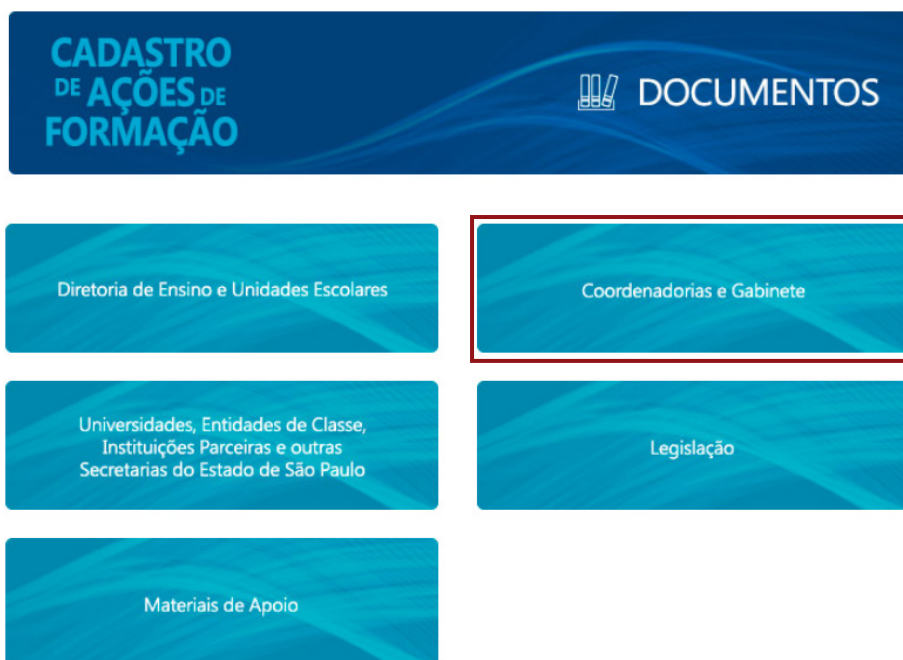 CADASTRO
DE AÇÕES DE
FORMAÇÃO
DOCUMENTOS
Diretoria de Ensino e Unidades Escolares
Coordenadorias e Gabinete
Universidades, Entidades de Classe,
Instituições Parceiras e outras
Secretarias do Estado de São Paulo
Legislação
Materiais de Apoio